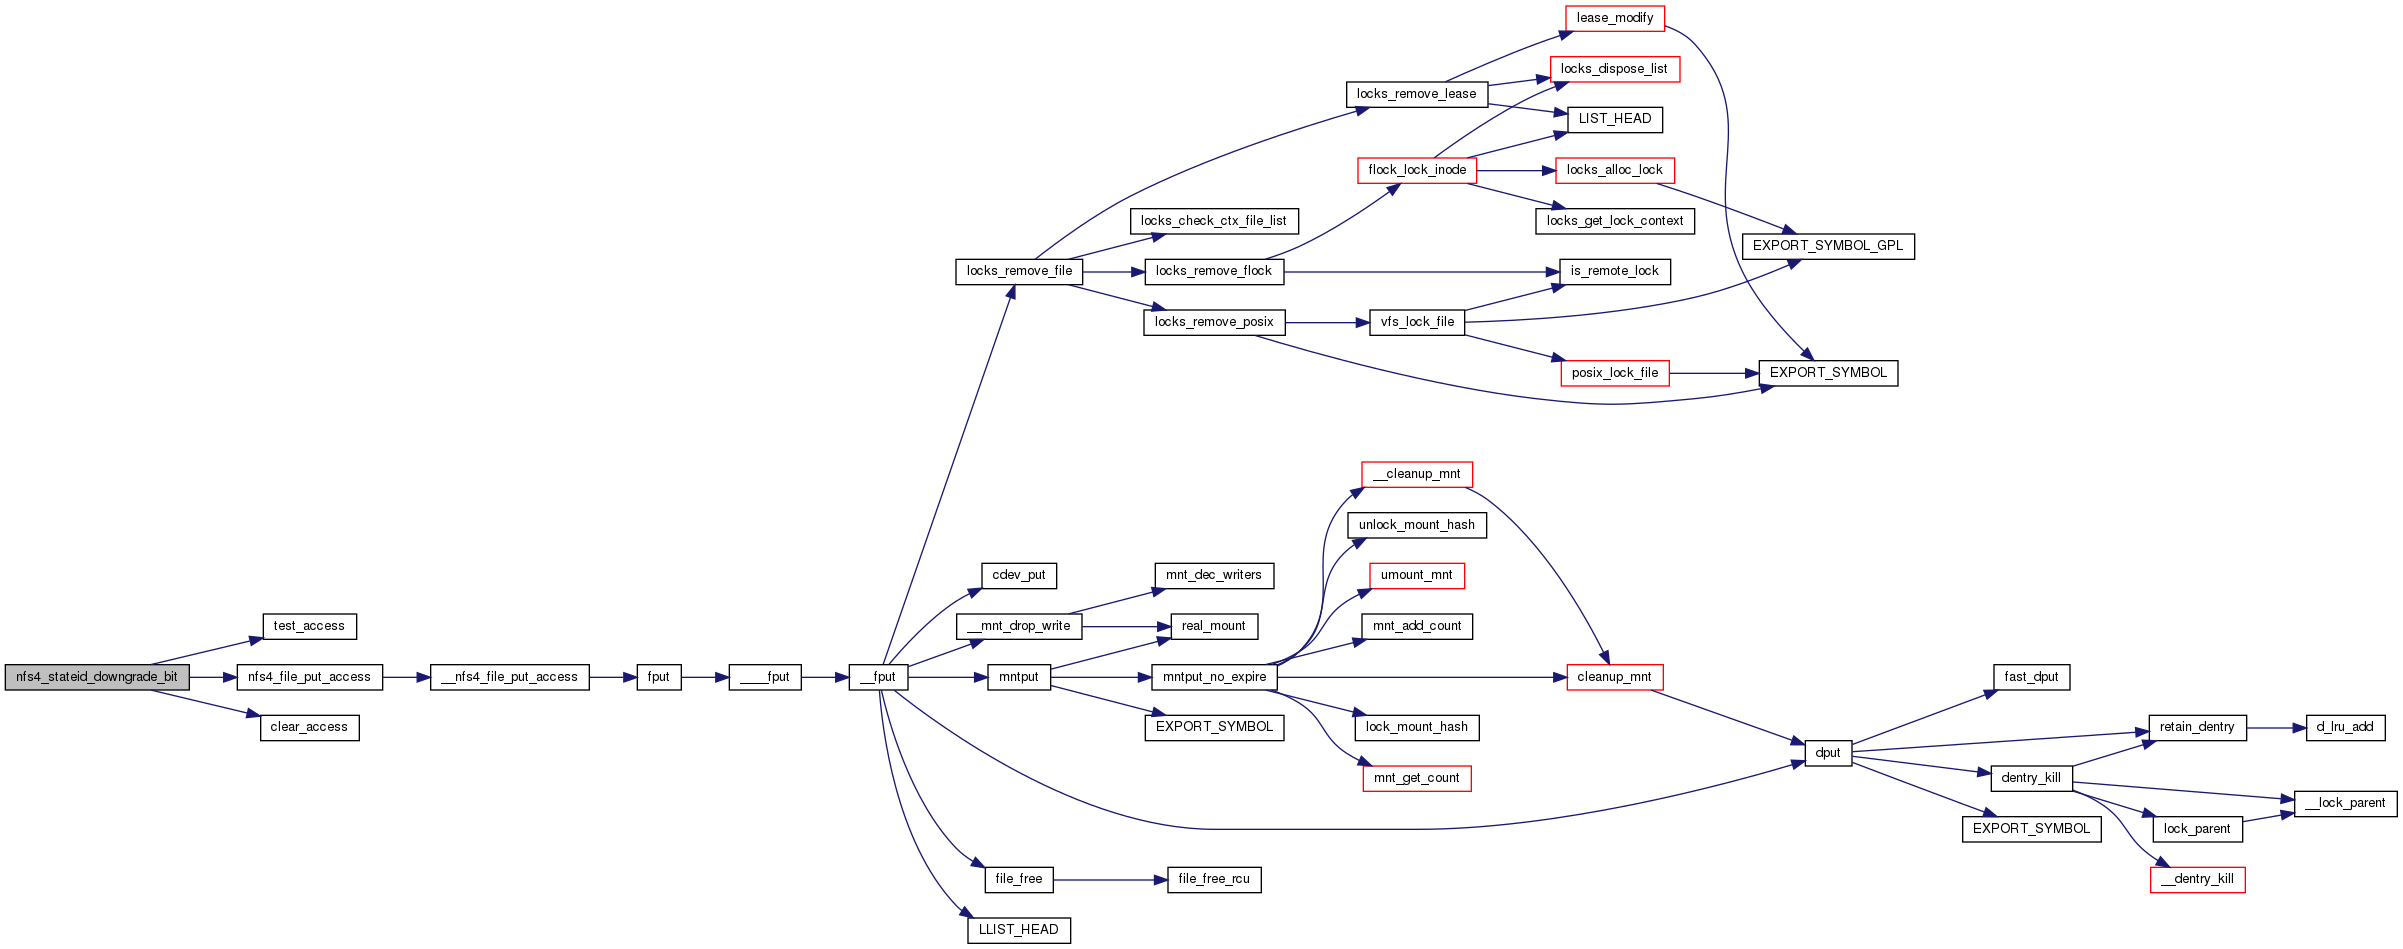 lease_modify
locks_dispose_list
locks_remove_lease
LIST_HEAD
flock_lock_inode
locks_alloc_lock
locks_check_ctx_file_list
locks_get_lock_context
EXPORT_SYMBOL_GPL
locks_remove_file
locks_remove_flock
is_remote_lock
locks_remove_posix
vfs_lock_file
posix_lock_file
EXPORT_SYMBOL
__cleanup_mnt
unlock_mount_hash
cdev_put
mnt_dec_writers
umount_mnt
test_access
__mnt_drop_write
real_mount
mnt_add_count
nfs4_stateid_downgrade_bit
nfs4_file_put_access
__nfs4_file_put_access
fput
____fput
__fput
mntput
mntput_no_expire
cleanup_mnt
fast_dput
clear_access
EXPORT_SYMBOL
lock_mount_hash
retain_dentry
d_lru_add
dput
mnt_get_count
dentry_kill
__lock_parent
EXPORT_SYMBOL
lock_parent
file_free
file_free_rcu
__dentry_kill
LLIST_HEAD